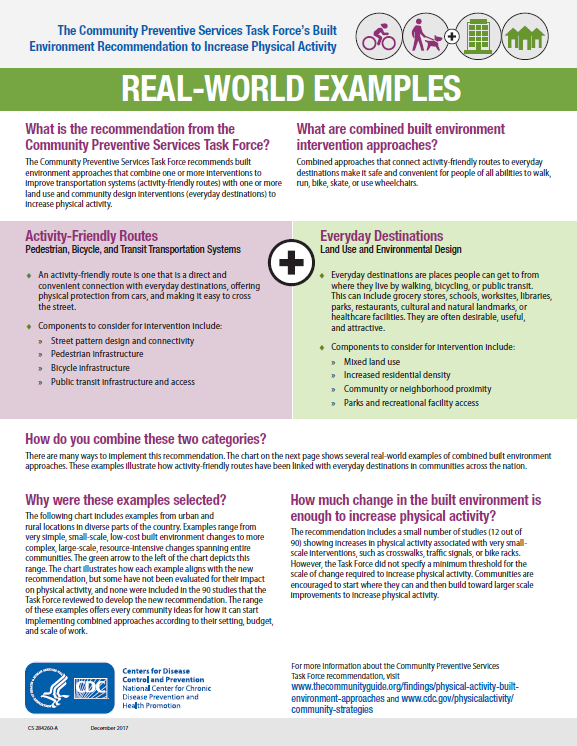 The Community Preventive Services Task Force's Built
Environment Recommendation to Increase Physical Activity
REAL-WORLD EXAMPLES
What is the recommendation from the
Community Preventive Services Task Force?
The Community Preventive Services Task Force recommends built
environment approaches that combine one or more interventions to
improve transportation systems (activity-friendly routes) with one or more
land use and community design interventions (everyday destinations) to
increase physical activity.
What are combined built environment
intervention approaches?
Combined approaches that connect activity-friendly routes to everyday
destinations make it safe and convenient for people of all abilities to walk,
run, bike, skate, or use wheelchairs.
Activity-Friendly Routes
Pedestrian, Bicycle, and Transit Transportation Systems
♦ An activity-friendly route is one that is a direct and
convenient connection with everyday destinations, offering
physical protection from cars, and making it easy to cross
the street.
♦ Components to consider for intervention include:
» Street pattern design and connectivity
» Pedestrian infrastructure
» Bicycle infrastructure
» Public transit infrastructure and access
Everyday Destinations
Land Use and Environmental Design
♦ Everyday destinations are places people can get to from
where they live by walking, bicycling, or public transit.
This can include grocery stores, schools, worksites, libraries,
parks, restaurants, cultural and natural landmarks, or
healthcare facilities. They are often desirable, useful,
and attractive.
♦ Components to consider for intervention include:
» Mixed land use
» Increased residential density
» Community or neighborhood proximity
» Parks and recreational facility access
How do you combine these two categories?
There are many ways to implement this recommendation. The chart on the next page shows several real-world examples of combined built environment
approaches. These examples illustrate how activity-friendly routes have been linked with everyday destinations in communities across the nation.
Why were these examples selected?
The following chart includes examples from urban and
rural locations in diverse parts of the country. Examples range from
very simple, small-scale, low-cost built environment changes to more
complex, large-scale, resource-intensive changes spanning entire
communities. The green arrow to the left of the chart depicts this
range. The chart illustrates how each example aligns with the new
recommendation, but some have not been evaluated for their impact
on physical activity, and none were included in the 90 studies that the
Task Force reviewed to develop the new recommendation. The range
of these examples offers every community ideas for how it can start
implementing combined approaches according to their setting, budget,
and scale of work.
How much change in the built environment is
enough to increase physical activity?
The recommendation includes a small number of studies (12 out of
90) showing increases in physical activity associated with very small-
scale interventions, such as crosswalks, traffic signals, or bike racks.
However, the Task Force did not specify a minimum threshold for the
scale of change required to increase physical activity. Communities are
encouraged to start where they can and then build toward larger scale
improvements to increase physical activity.
CDC
Centers for Disease
Control and Prevention
National Center for Chronic
Disease Prevention and
Health Promotion
For more information about the Community Preventive Services
Task Force recommendation, visit
www.thecommunityguide.org/findings/physical-activity-built-
environment-approaches and www.cdc.gov/physicalactivity/
community-strategies
CS 284260-A December 2017